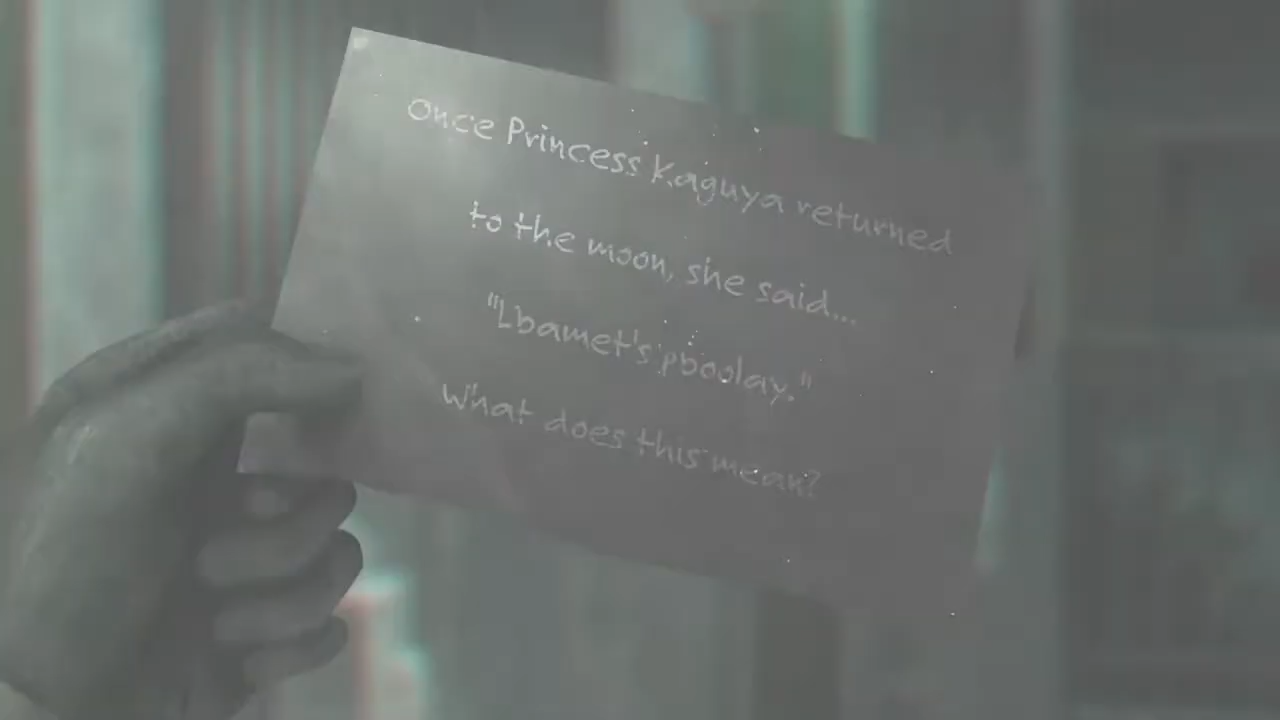 Once Princess Kaguya returned
to the moon, she said...
"Lbamet's pboolay."
What does this mean?